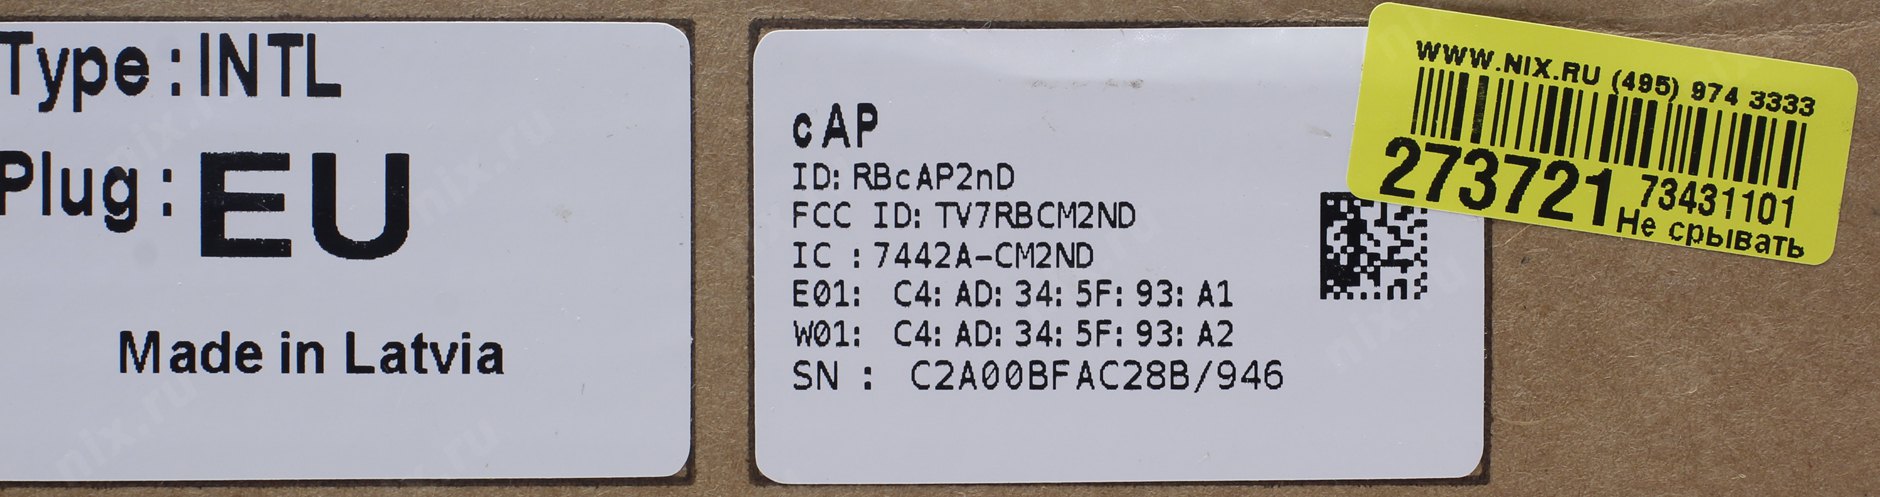 Type : INTL
Plug : EU
Made in Latvia
cAP
ID: RBcAP2nD
FCC ID: TV7RBCM2ND
IC : 7442A-CM2ND
E01: C4: AD: 34: 5F: 93: A1
W01: C4: AD: 34: 5F: 93: A2
SN : C2A00BFAC28B/946
WWW.NIX.RU (495) 974 3333
273721 73431101
Не срывать